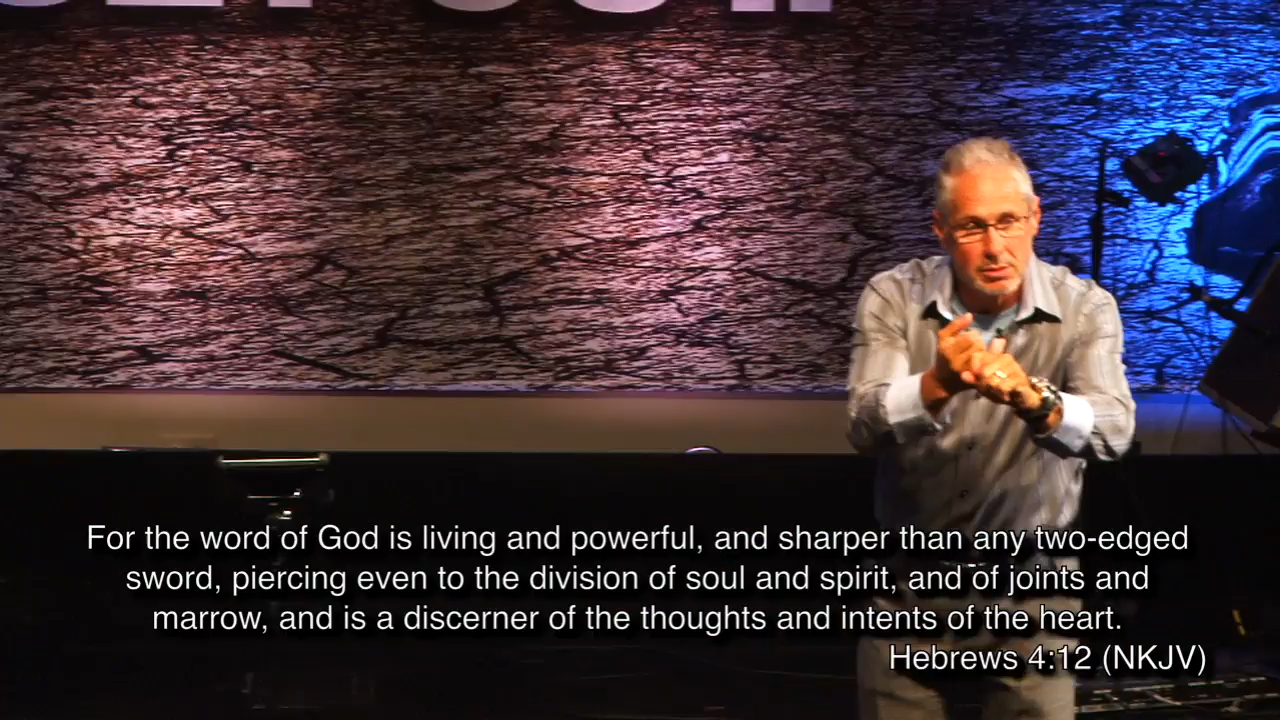 For the word of God is living and powerful, and sharper than any two-edged
sword, piercing even to the division of soul and spirit, and of joints and
marrow, and is a discerner of the thoughts and intents of the heart.
Hebrews 4:12 (NKJV)